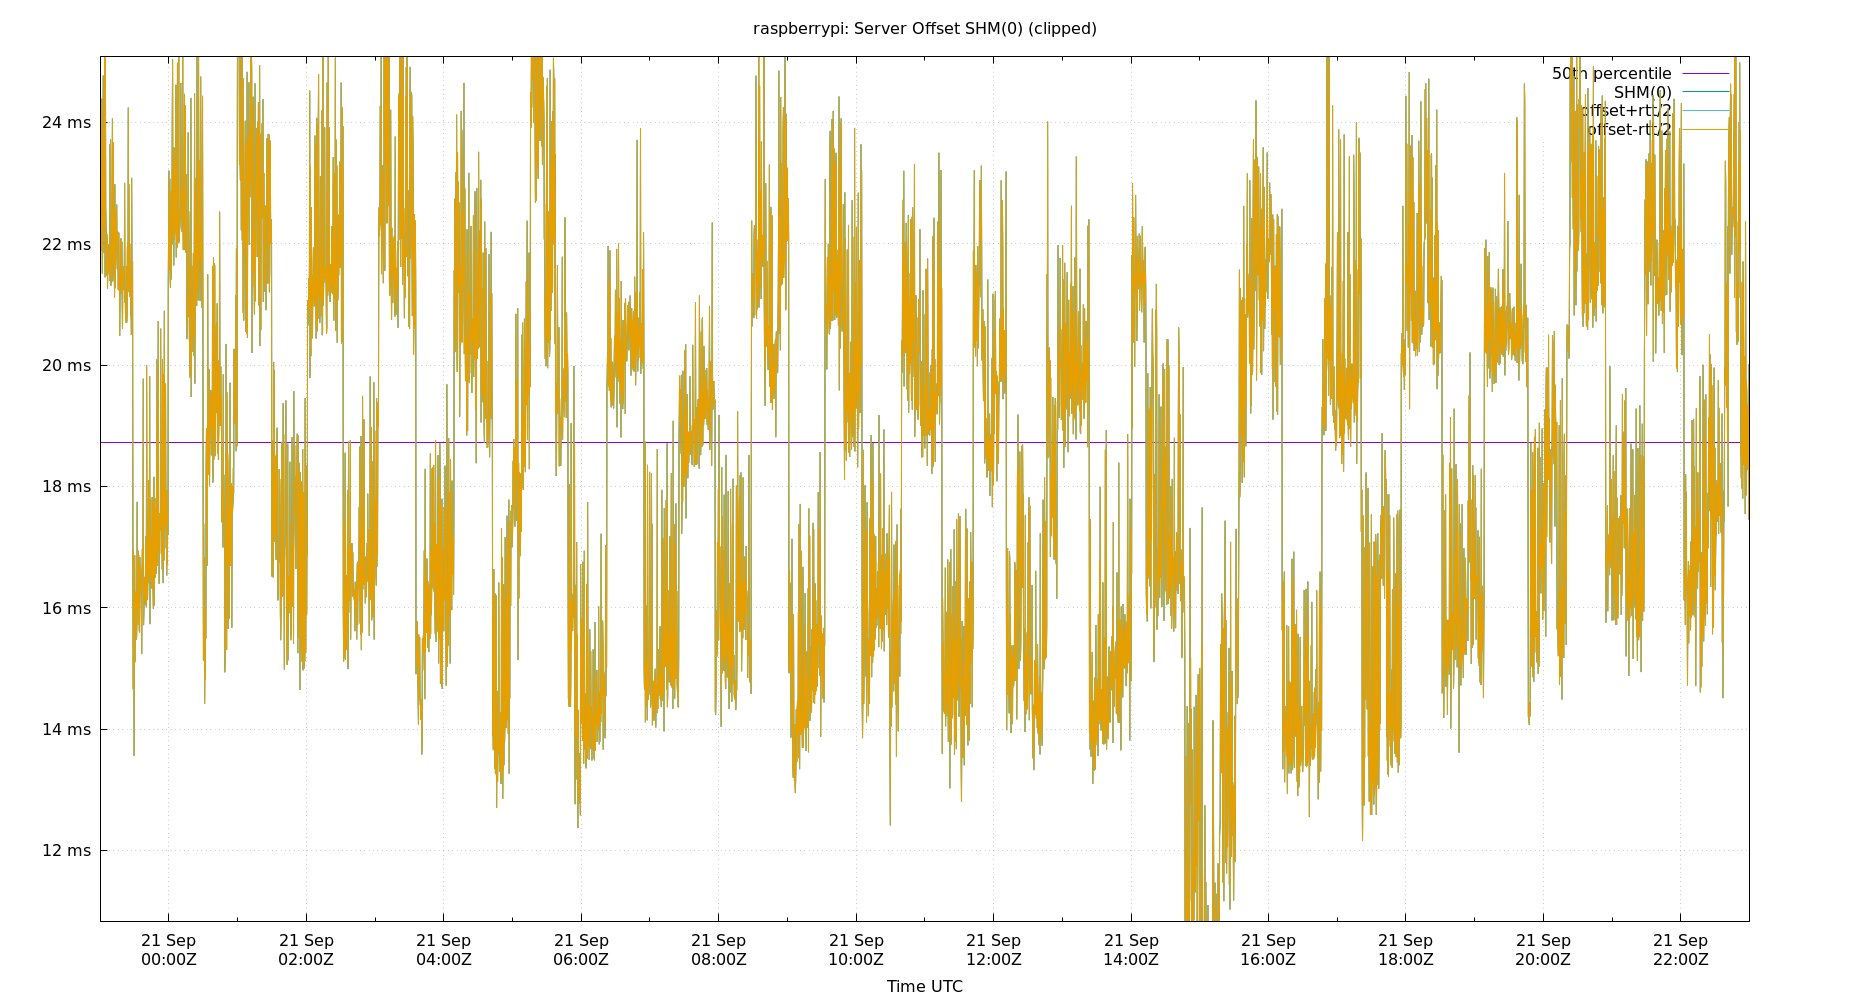 raspberrypi: Server Offset SHM(0) (clipped)
50th percentile
SHM(0)
offset+rtt/2
offset-rtt/2
24 ms
22 ms
20 ms
18 ms
16 ms
14 ms
12 ms
21 Sep 21 Sep 21 Sep 21 Sep 21 Sep 21 Sep 21 Sep 21 Sep 21 Sep 21 Sep 21 Sep 21 Sep
00:00Z 02:00Z 04:00Z 06:00Z 08:00Z 10:00Z 12:00Z 14:00Z 16:00Z 18:00Z 20:00Z 22:00Z
Time UTC